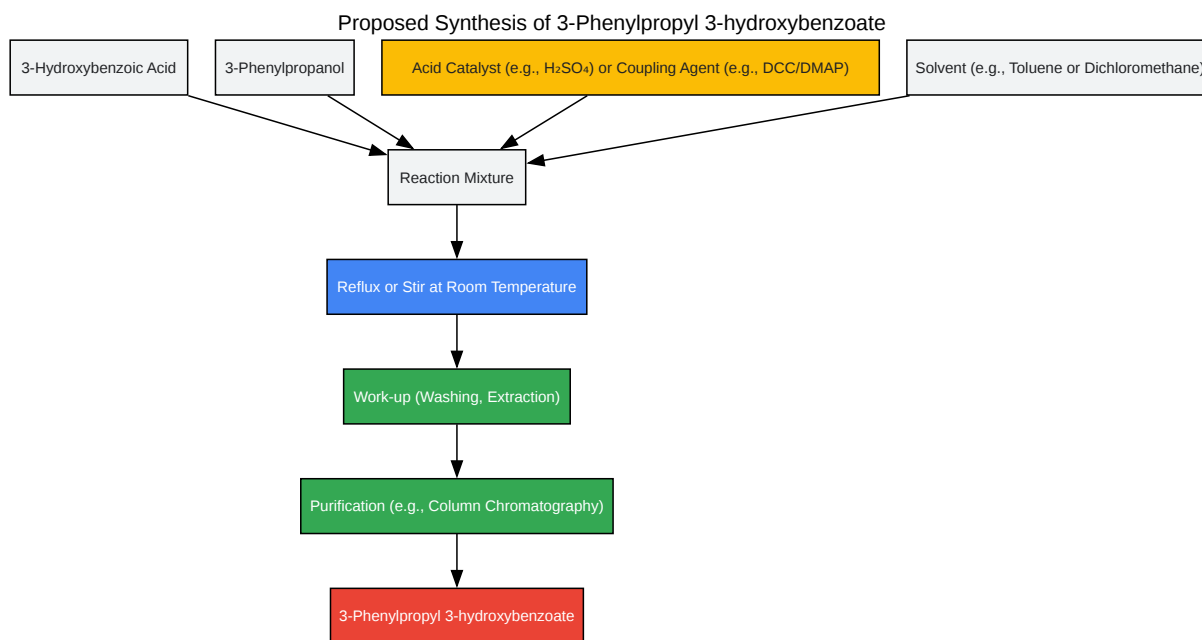 Proposed Synthesis of 3-Phenylpropyl 3-hydroxybenzoate
3-Hydroxybenzoic Acid
3-Phenylpropanol
Acid Catalyst (e.g., H₂SO₄) or Coupling Agent (e.g., DCC/DMAP)
Solvent (e.g., Toluene or Dichloromethane)
Reaction Mixture
Reflux or Stir at Room Temperature
Work-up (Washing, Extraction)
Purification (e.g., Column Chromatography)
3-Phenylpropyl 3-hydroxybenzoate